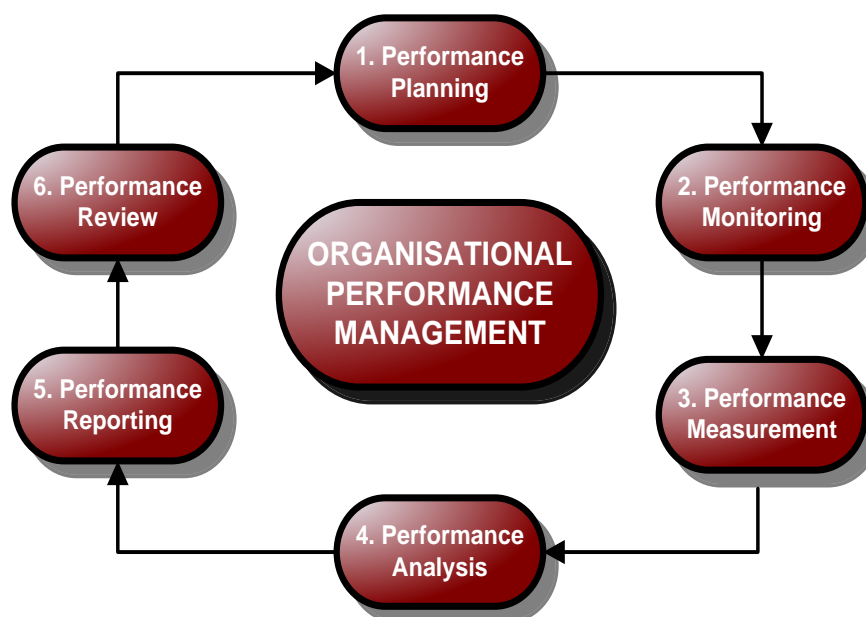 1. Performance
Planning
2. Performance
Monitoring
3. Performance
Measurement
4. Performance
Analysis
5. Performance
Reporting
6. Performance
Review
ORGANISATIONAL
PERFORMANCE
MANAGEMENT